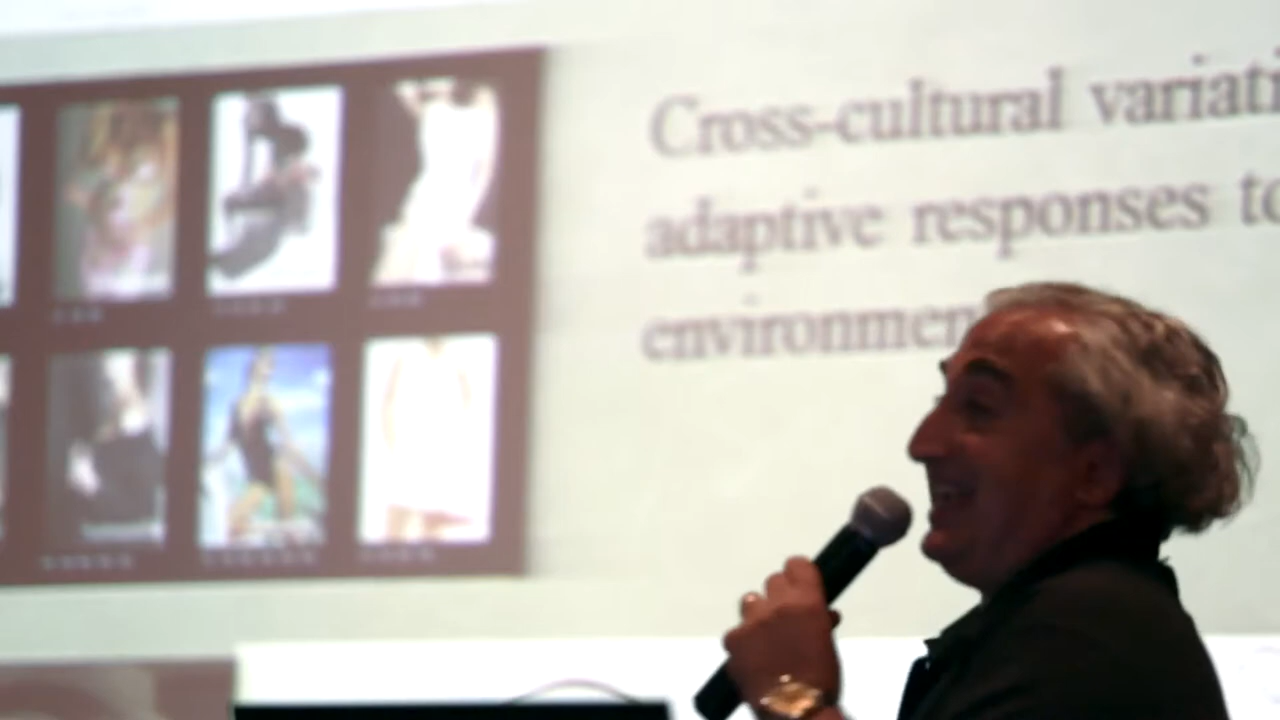 Cross-cultural variati
adaptive responses to
environmen